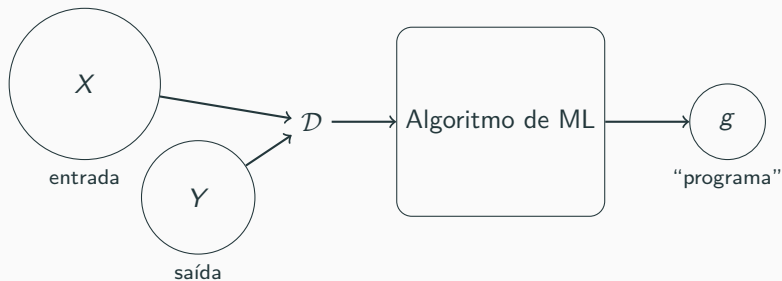 X
entrada
Y
saída
𝒟
Algoritmo de ML
g
“programa”